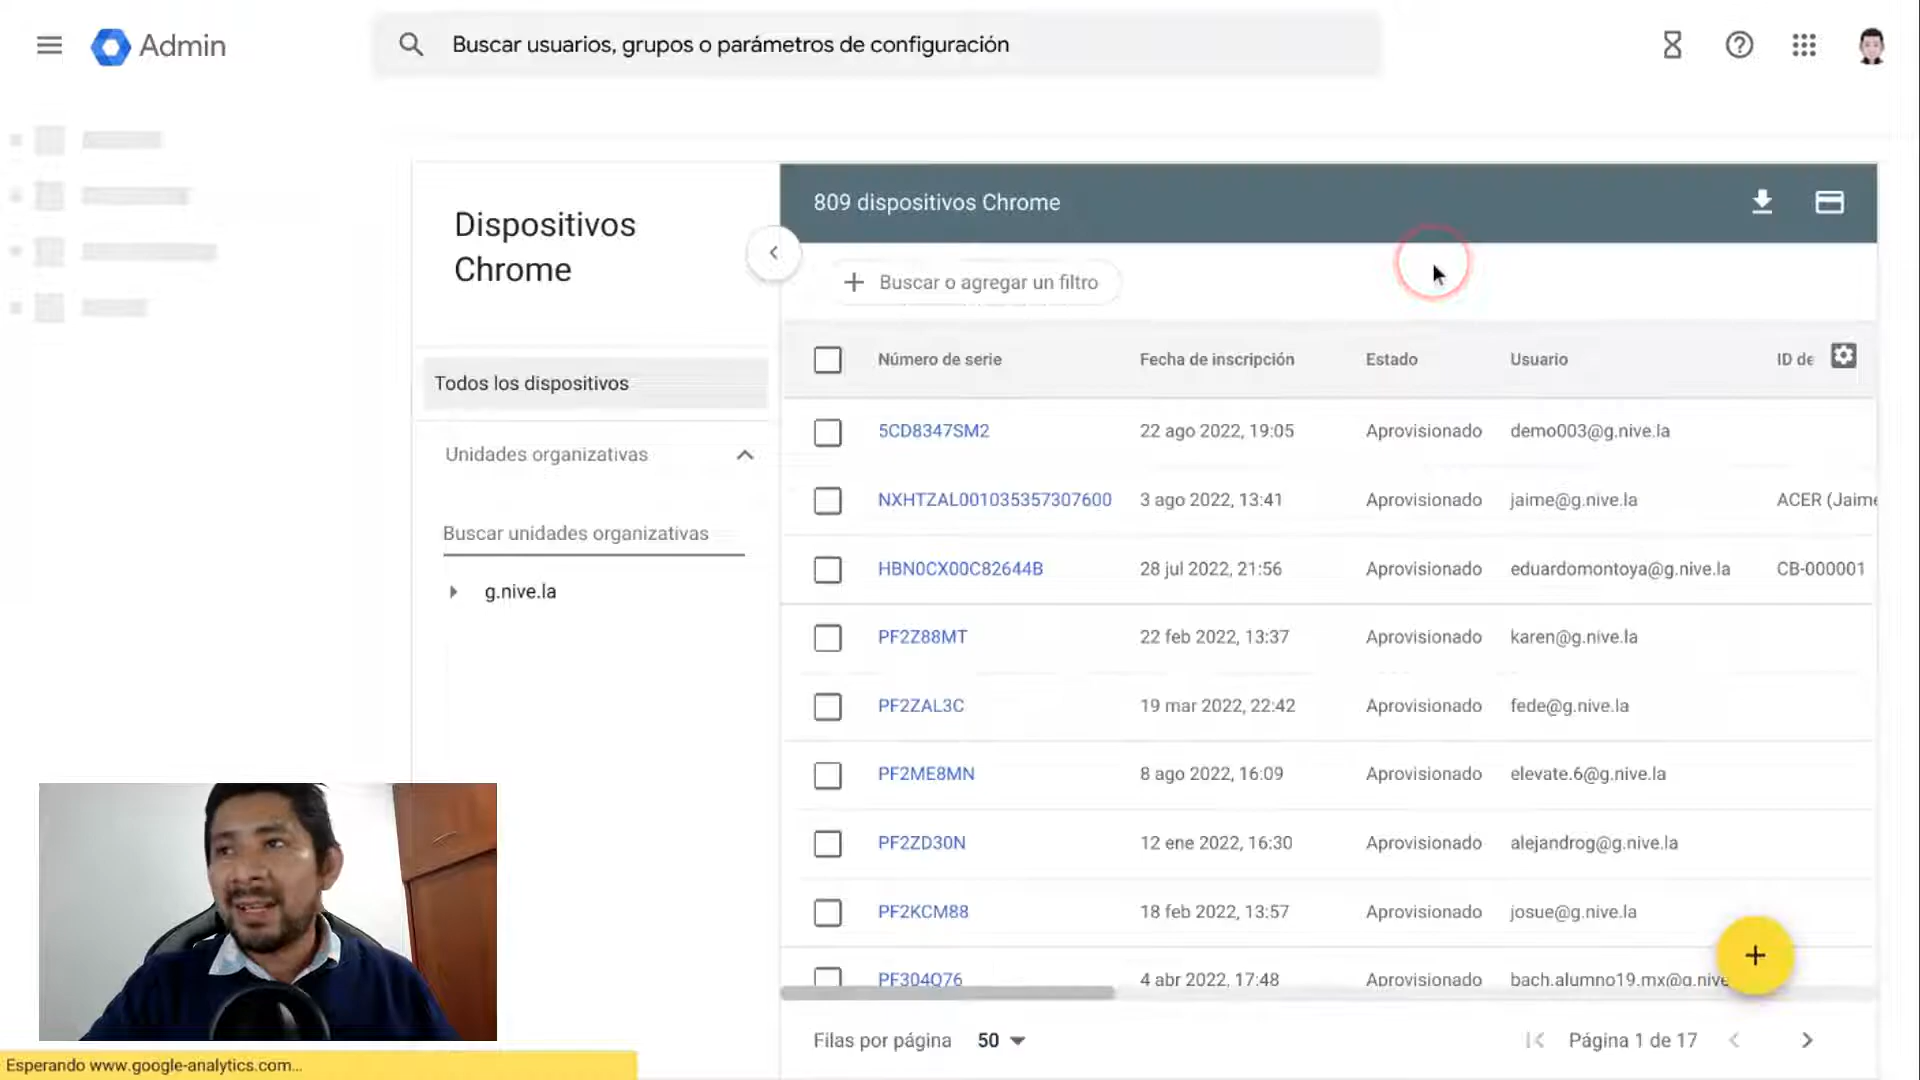 Admin
Buscar usuarios, grupos o parámetros de configuración
Dispositivos
Chrome
809 dispositivos Chrome
Buscar o agregar un filtro
Todos los dispositivos
Unidades organizativas
Buscar unidades organizativas
g.nive.la
Número de serie Fecha de inscripción Estado Usuario ID de
5CD8347SM2 22 ago 2022, 19:05 Aprovisionado demo003@g.nive.la
NXHTZAL001035357307600 3 ago 2022, 13:41 Aprovisionado jaime@g.nive.la ACER (Jaime
HBN0CX00C82644B 28 jul 2022, 21:56 Aprovisionado eduardomontoya@g.nive.la CB-000001
PF2Z88MT 22 feb 2022, 13:37 Aprovisionado karen@g.nive.la
PF2ZAL3C 19 mar 2022, 22:42 Aprovisionado fede@g.nive.la
PF2ME8MN 8 ago 2022, 16:09 Aprovisionado elevate.6@g.nive.la
PF2ZD30N 12 ene 2022, 16:30 Aprovisionado alejandrog@g.nive.la
PF2KCM88 18 feb 2022, 13:57 Aprovisionado josue@g.nive.la
PF304Q76 4 abr 2022, 17:48 Aprovisionado bach.alumno19.mx@g.nive
Filas por página 50 Página 1 de 17
Esperando www.google-analytics.com...